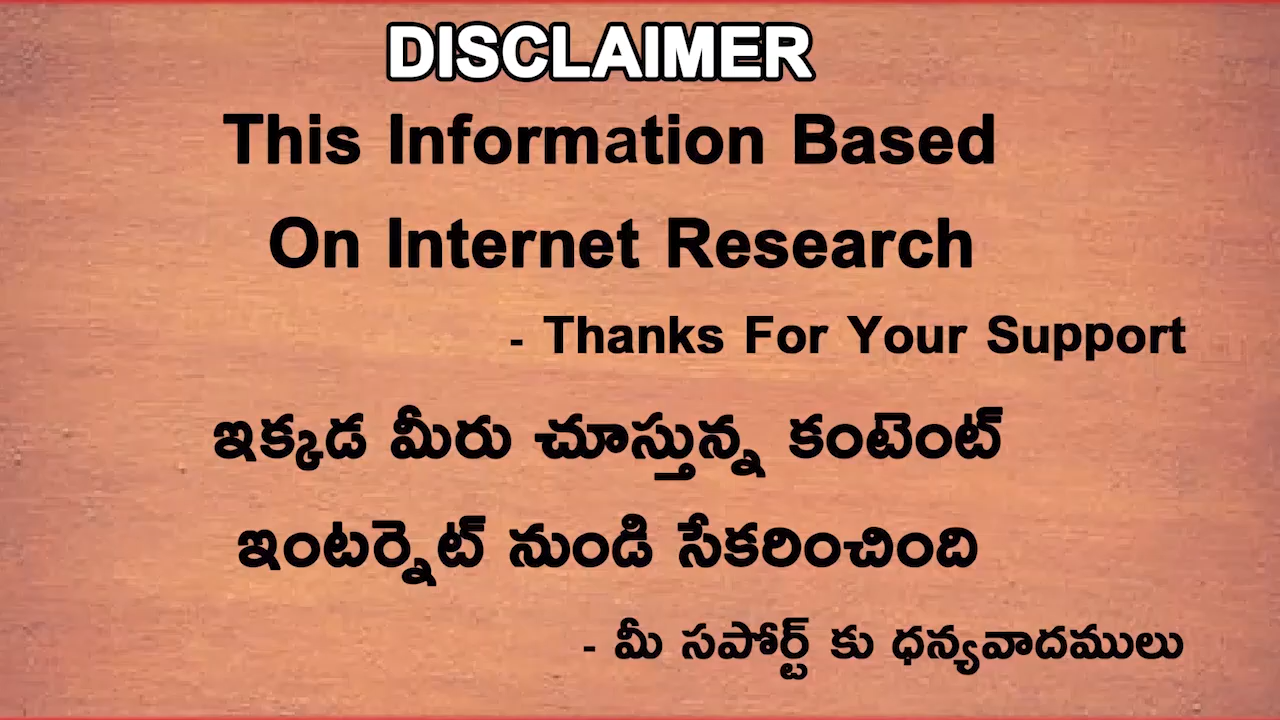 DISCLAIMER
This Information Based
On Internet Research
- Thanks For Your Support
ఇక్కడ మీరు చూస్తున్న కంటెంట్
ఇంటర్నెట్ నుండి సేకరించింది
- మీ సపోర్ట్ కు ధన్యవాదములు